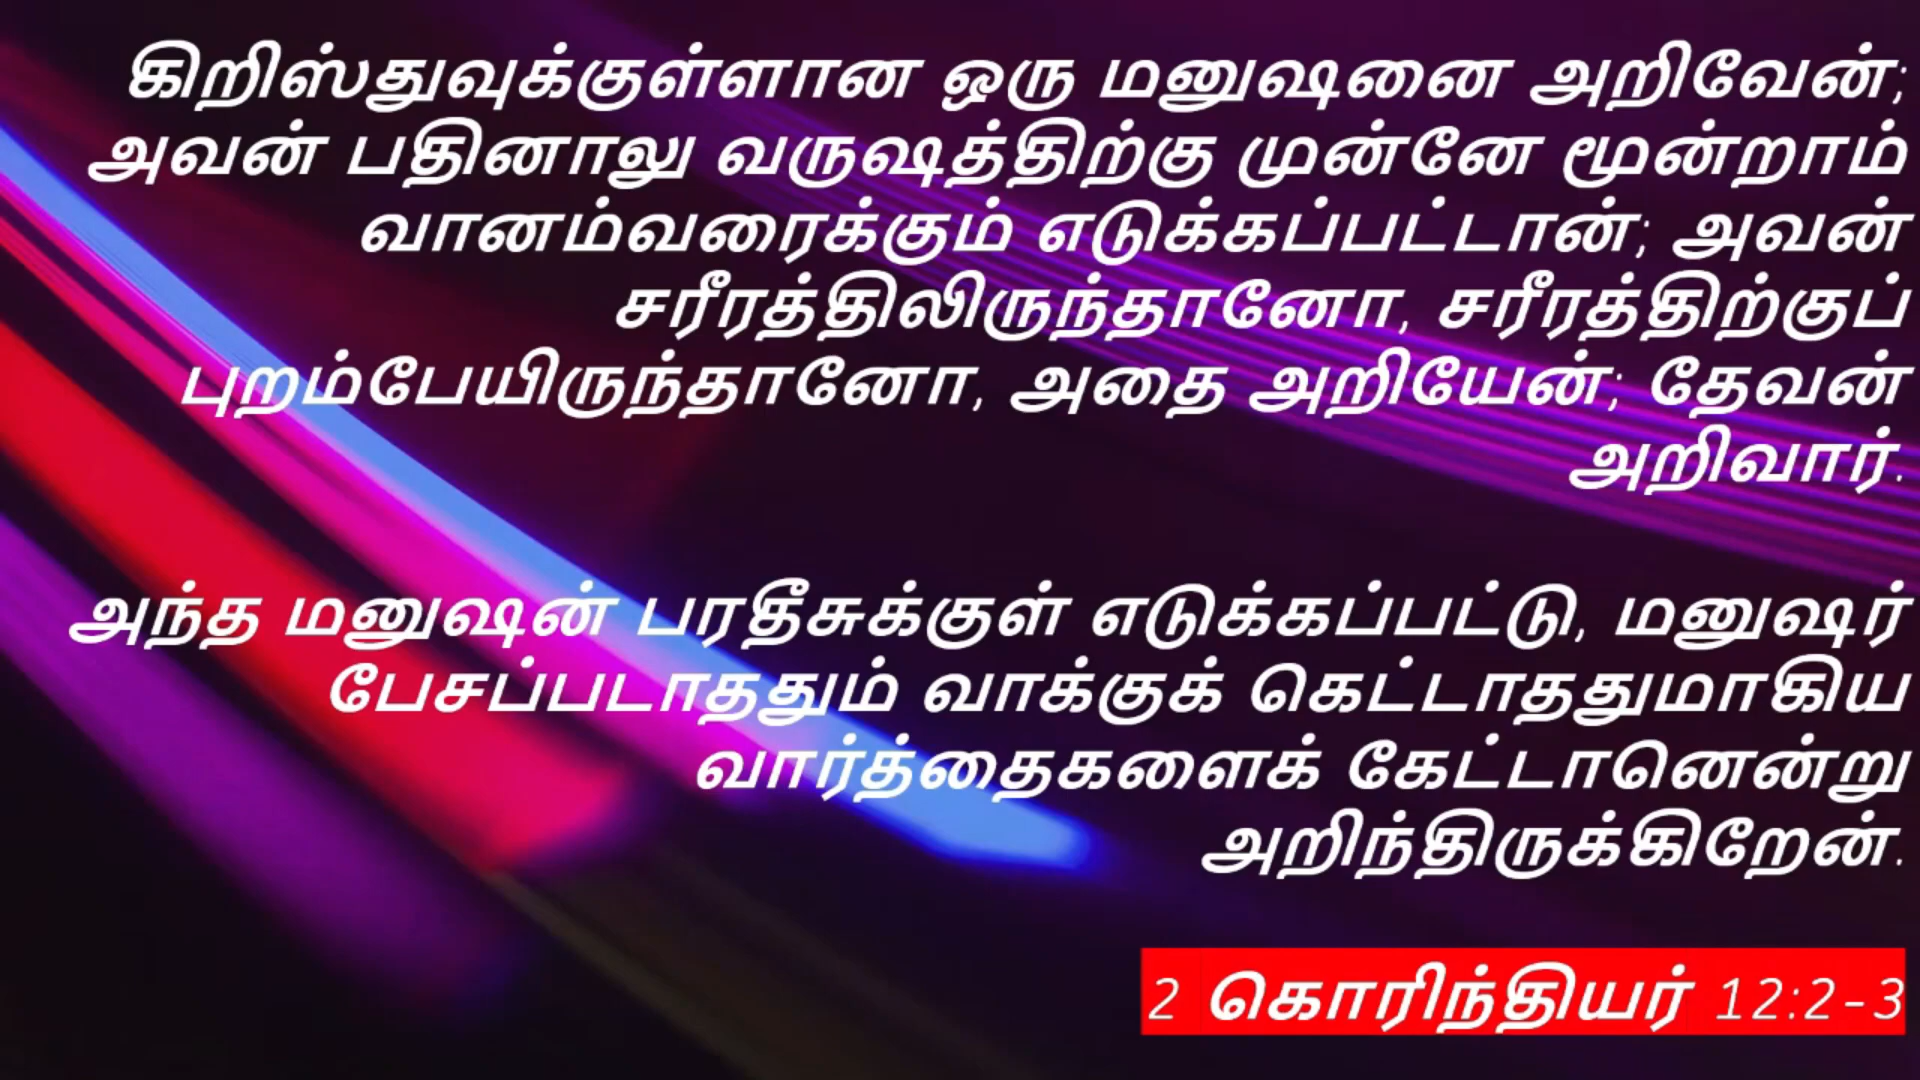 கிறிஸ்துவுக்குள்ளான ஒரு மனுஷனை அறிவேன்;
அவன் பதினாலு வருஷத்திற்கு முன்னே மூன்றாம்
வானம்வரைக்கும் எடுக்கப்பட்டான்; அவன்
சரீரத்திலிருந்தானோ, சரீரத்திற்குப்
புறம்பேயிருந்தானோ, அதை அறியேன்; தேவன்
அறிவார்.
அந்த மனுஷன் பரதீசுக்குள் எடுக்கப்பட்டு, மனுஷர்
பேசப்படாததும் வாக்குக் கெட்டாததுமாகிய
வார்த்தைகளைக் கேட்டானென்று
அறிந்திருக்கிறேன்.
2 கொரிந்தியர் 12:2-3